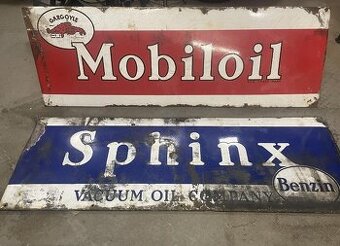 GARGOYLE
Mobiloil
Sphinx
VACUUM OIL COMPANY
Benzin